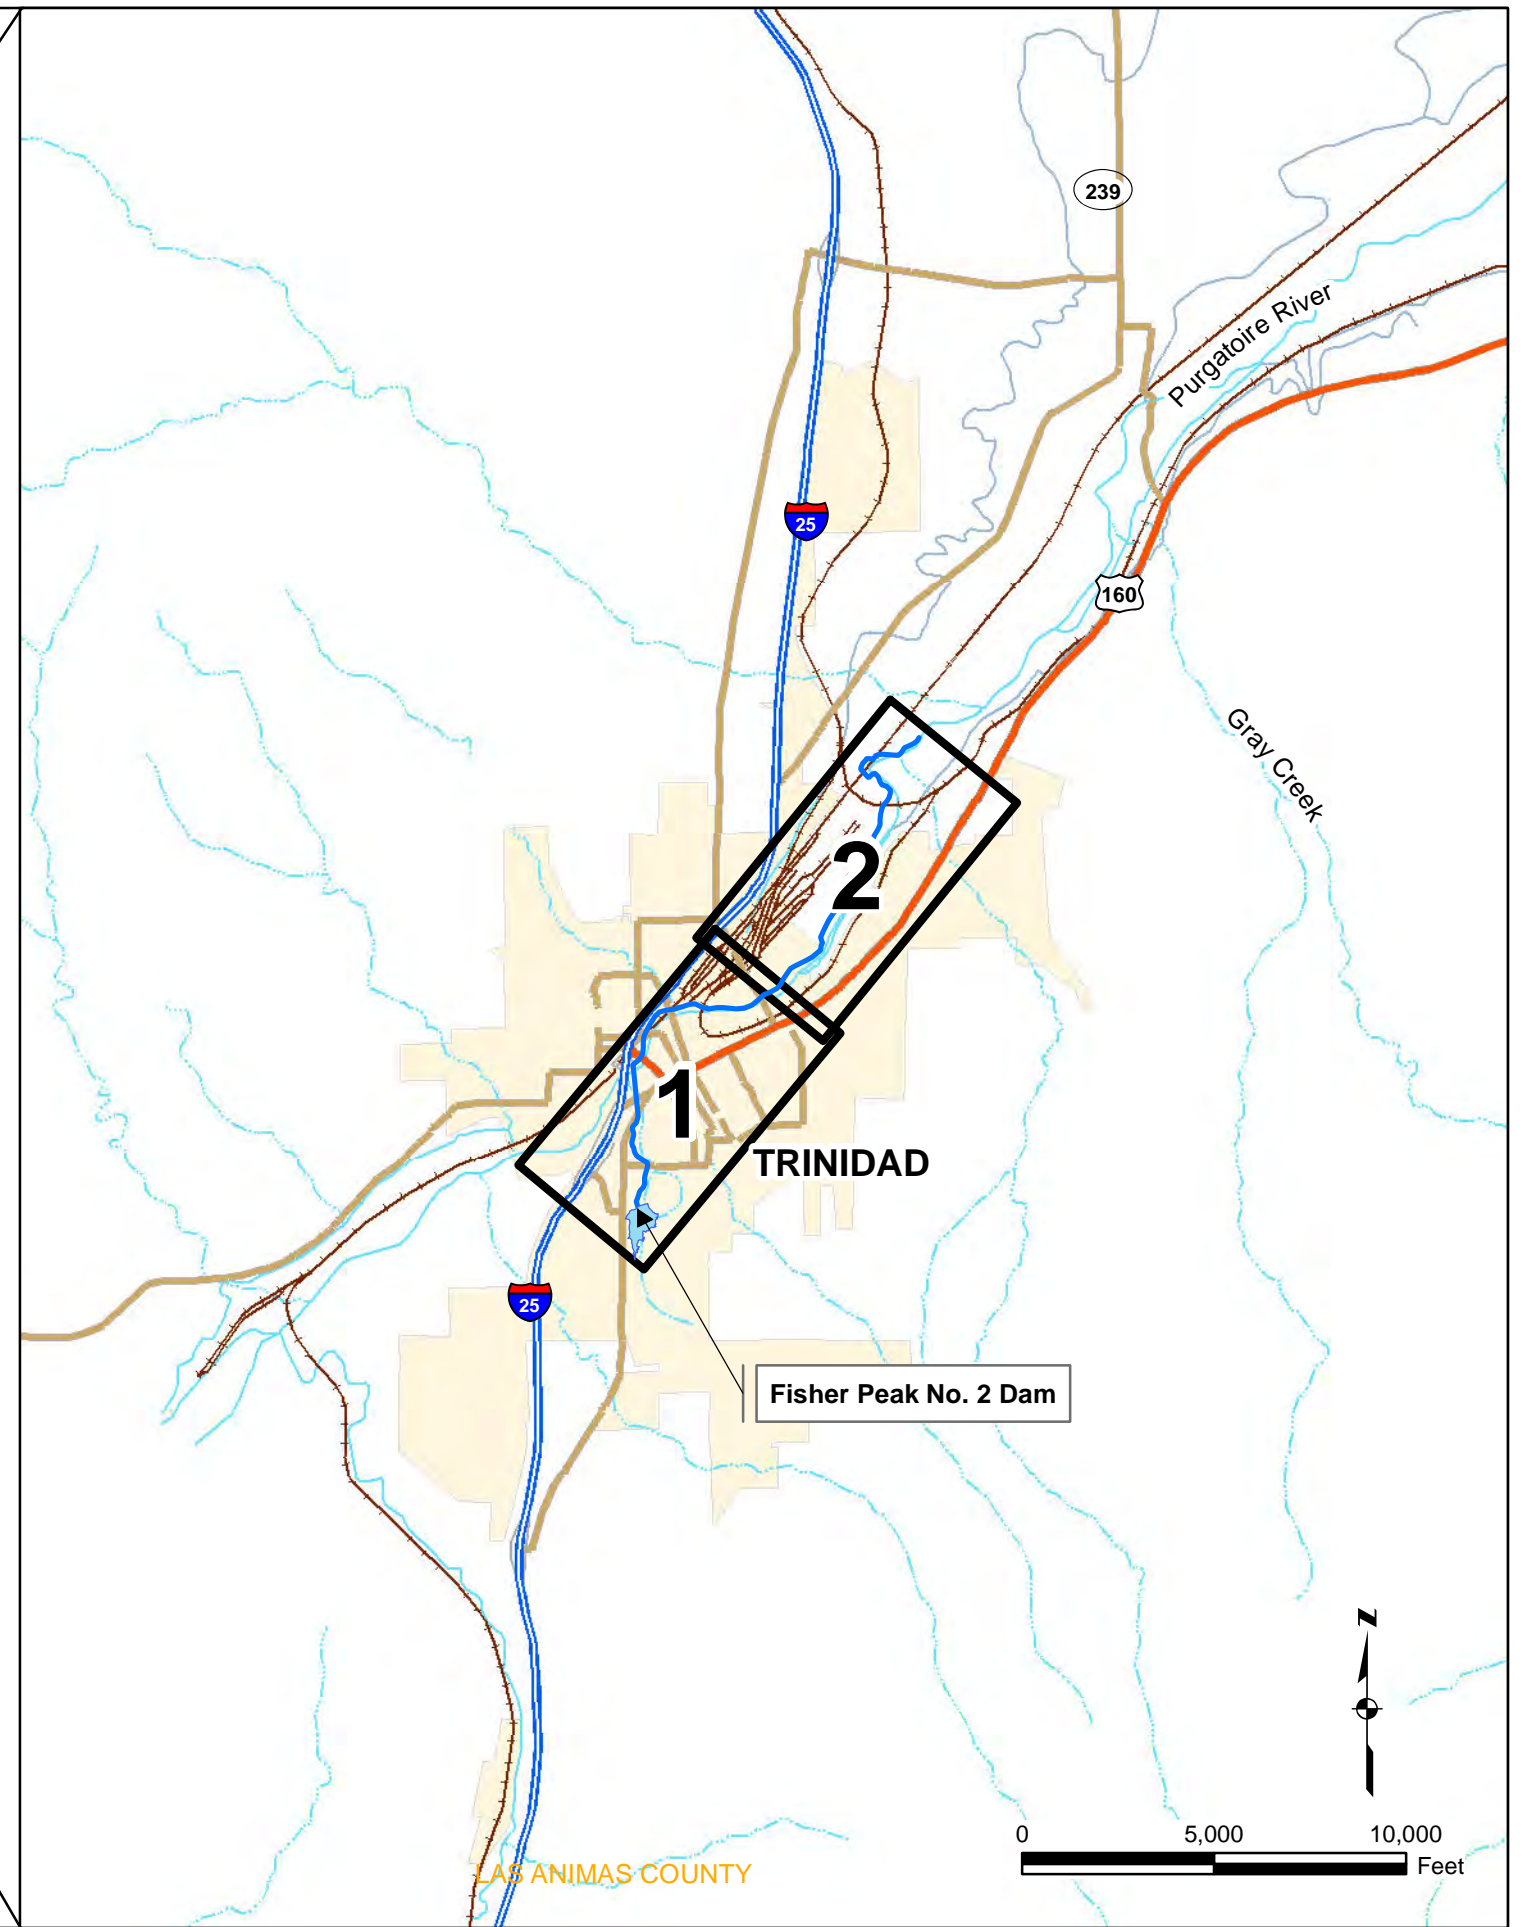 239
Purgatoire River
25
160
Gray Creek
2
1
TRINIDAD
25
Fisher Peak No. 2 Dam
N
0 5,000 10,000
Feet
LAS ANIMAS COUNTY